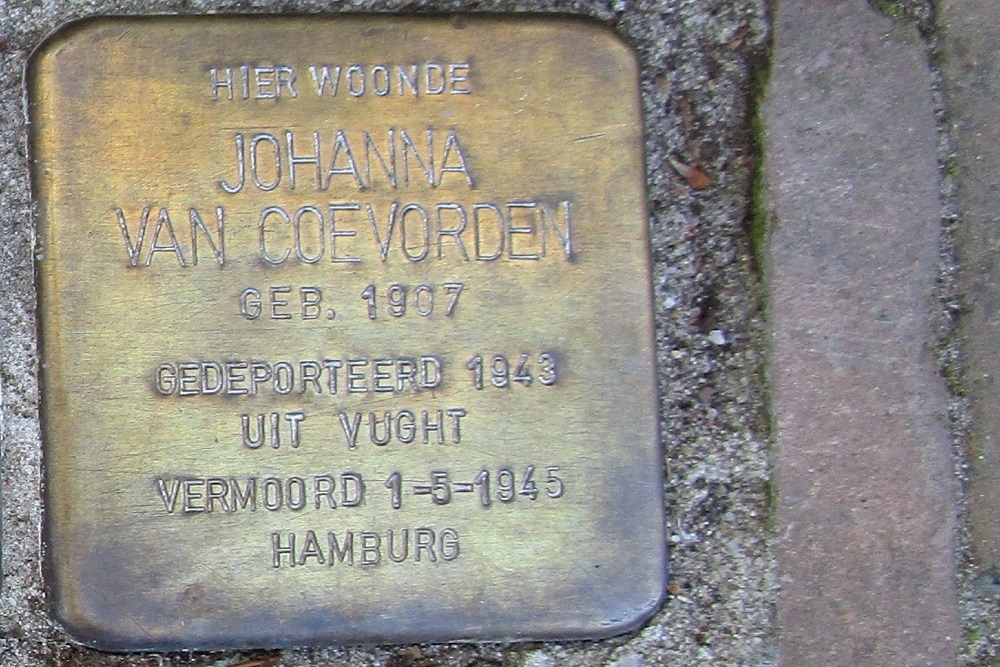 HIER WOONDE
JOHANNA
VAN COEVORDEN
GEB. 1907
GEDEPORTEERD 1943
UIT VUGHT
VERMOORD 1-5-1945
HAMBURG